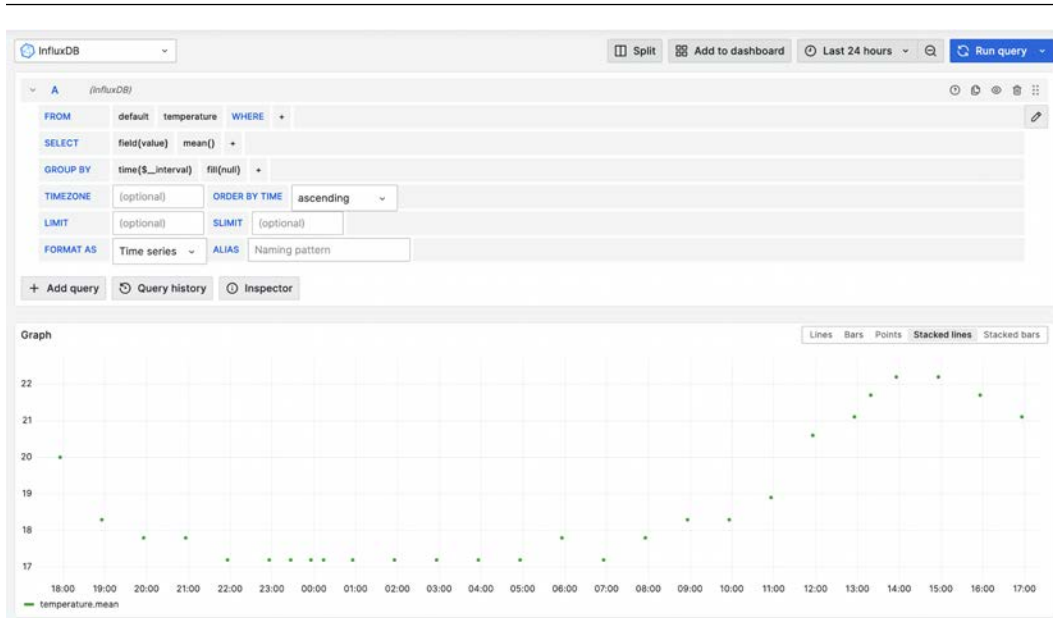 InfluxDB
Split Add to dashboard Last 24 hours Run query
A (InfluxDB)
FROM default temperature WHERE +
SELECT field(value) mean() +
GROUP BY time($__interval) fill(null) +
TIMEZONE (optional) ORDER BY TIME ascending
LIMIT (optional) SLIMIT (optional)
FORMAT AS Time series ALIAS Naming pattern
+ Add query Query history Inspector
Graph Lines Bars Points Stacked lines Stacked bars
22
21
20
19
18
17
18:00 19:00 20:00 21:00 22:00 23:00 00:00 01:00 02:00 03:00 04:00 05:00 06:00 07:00 08:00 09:00 10:00 11:00 12:00 13:00 14:00 15:00 16:00 17:00
temperature.mean